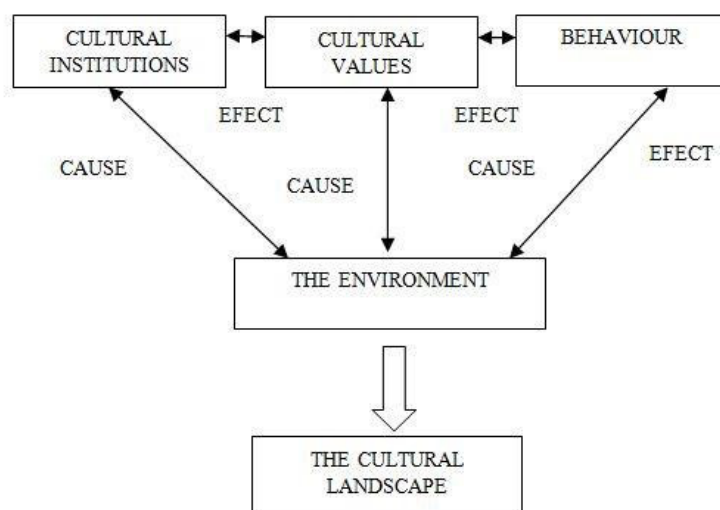 CULTURAL
INSTITUTIONS
CULTURAL
VALUES
BEHAVIOUR
EFECT
EFECT
CAUSE
CAUSE
CAUSE
EFECT
THE ENVIRONMENT
THE CULTURAL
LANDSCAPE